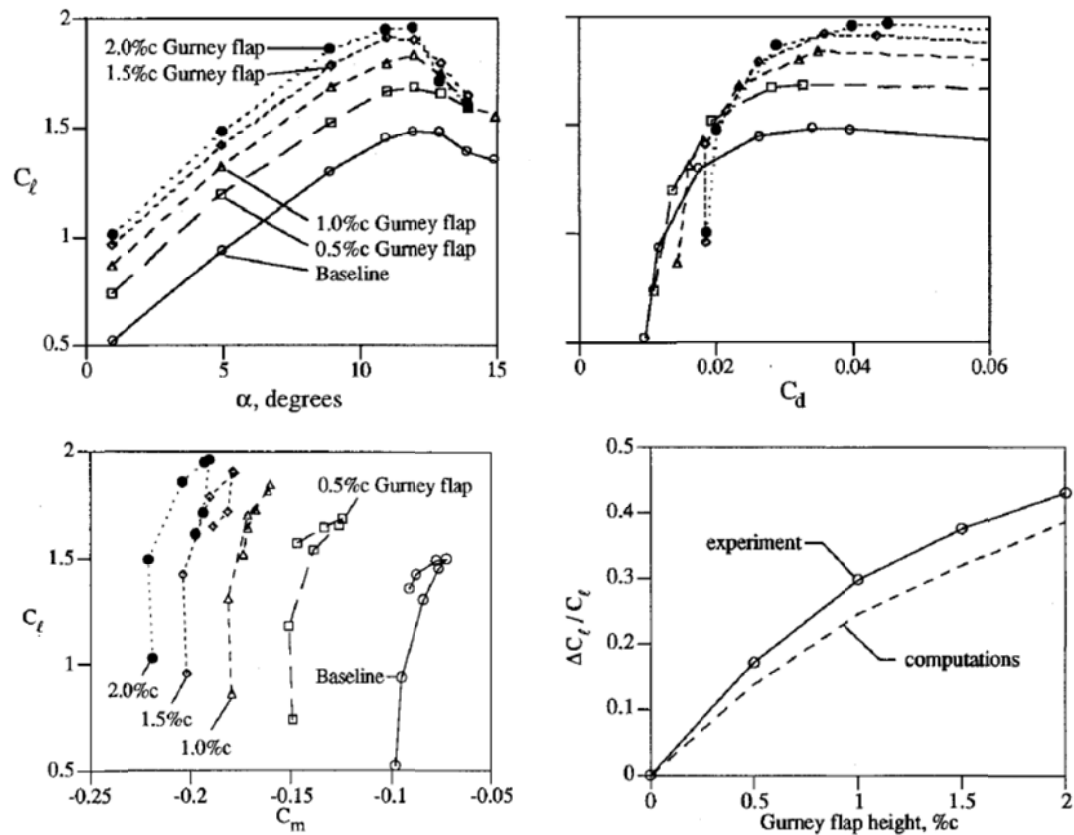 2
2.0%c Gurney flap
1.5%c Gurney flap
1.5
Cℓ
1.0%c Gurney flap
1
0.5%c Gurney flap
Baseline
0.5
0 5 10 15
α, degrees
0 0.02 0.04 0.06
Cd
2
0.5%c Gurney flap
1.5
Cℓ
Baseline
1
2.0%c
1.5%c
1.0%c
0.5
-0.25 -0.2 -0.15 -0.1 -0.05
Cm
0.5
0.4
experiment
0.3
ΔCℓ / Cℓ
0.2
computations
0.1
0
0 0.5 1 1.5 2
Gurney flap height, %c